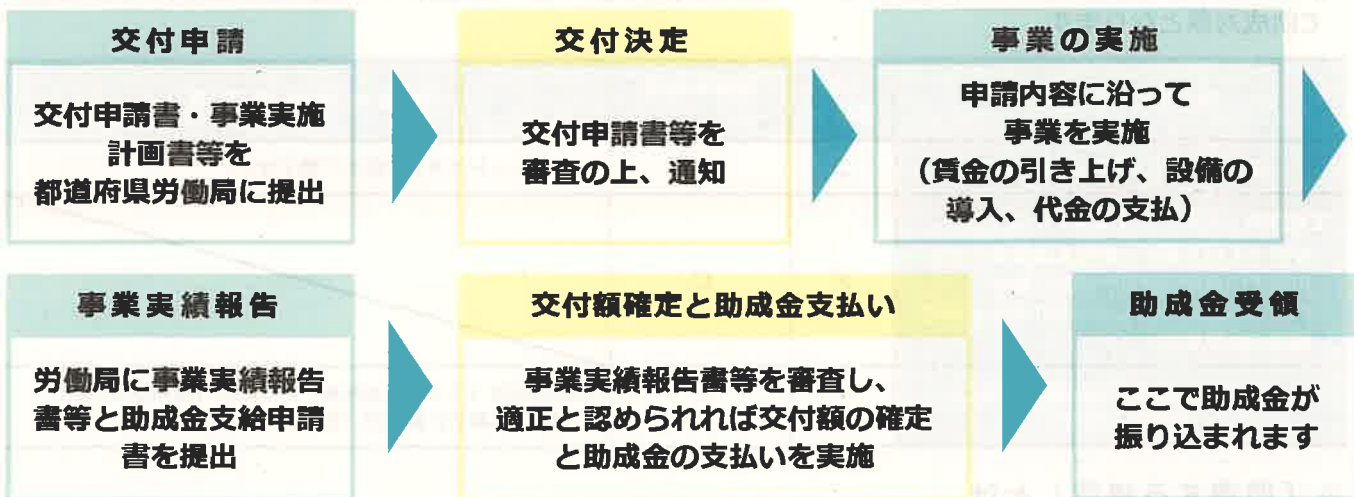 交付申請
交付申請書・事業実施
計画書等を
都道府県労働局に提出
交付決定
交付申請書等を
審査の上、通知
事業の実施
申請内容に沿って
事業を実施
(賃金の引き上げ、設備の
導入、代金の支払)
事業実績報告
労働局に事業実績報告
書等と助成金支給申請
書を提出
交付額確定と助成金支払い
事業実績報告書等を審査し、
適正と認められれば交付額の確定
と助成金の支払いを実施
助成金受領
ここで助成金が
振り込まれます